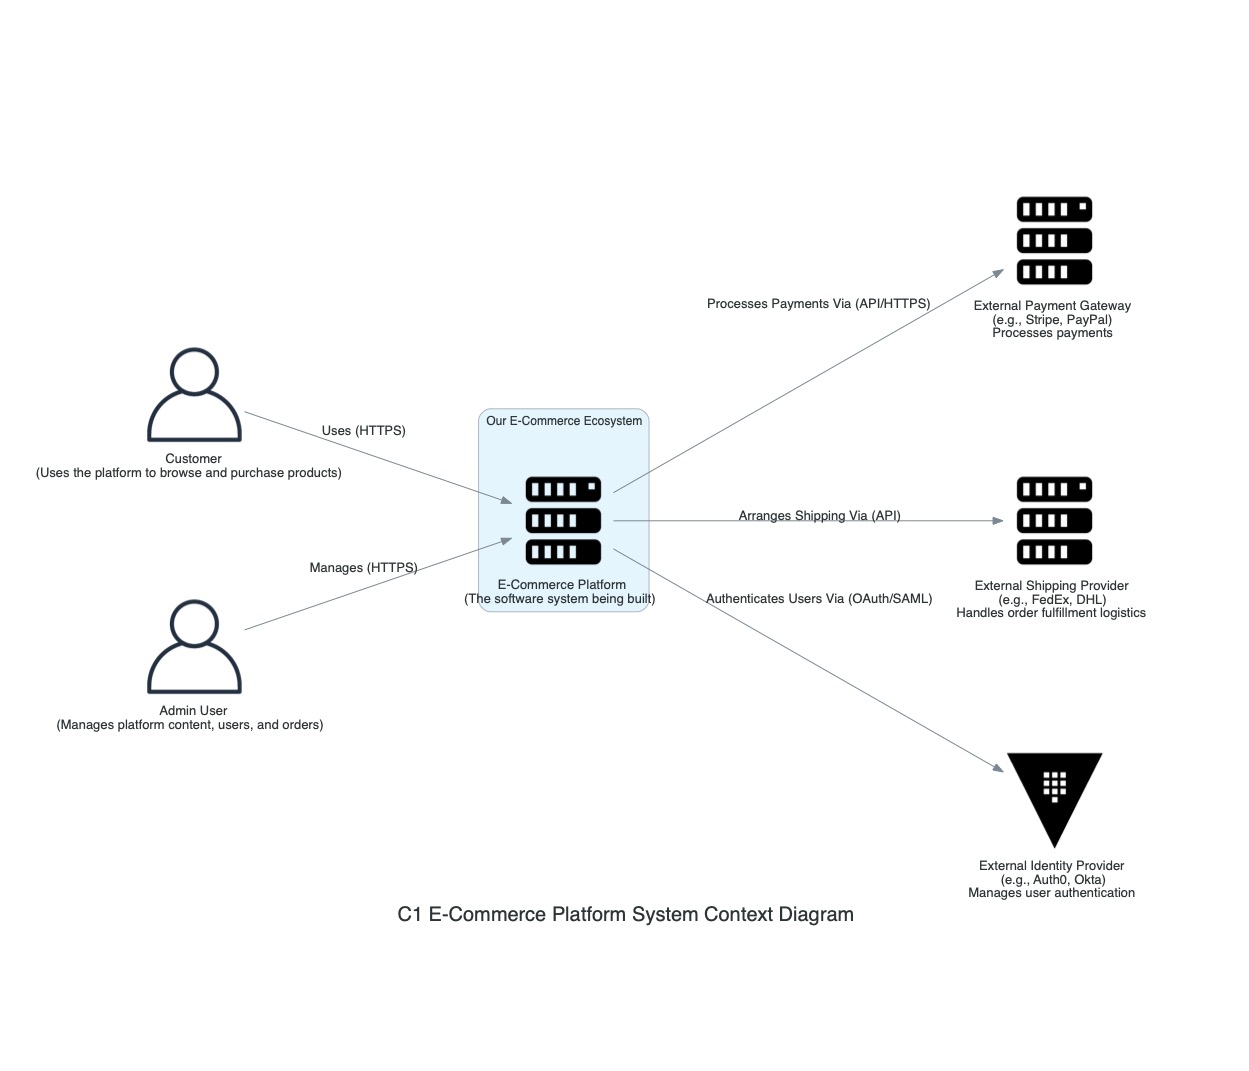 Processes Payments Via (API/HTTPS)
External Payment Gateway
(e.g., Stripe, PayPal)
Processes payments
Our E-Commerce Ecosystem
Uses (HTTPS)
Customer
(Uses the platform to browse and purchase products)
Arranges Shipping Via (API)
Manages (HTTPS)
E-Commerce Platform
(The software system being built)
External Shipping Provider
(e.g., FedEx, DHL)
Handles order fulfillment logistics
Authenticates Users Via (OAuth/SAML)
Admin User
(Manages platform content, users, and orders)
External Identity Provider
(e.g., Auth0, Okta)
Manages user authentication
C1 E-Commerce Platform System Context Diagram